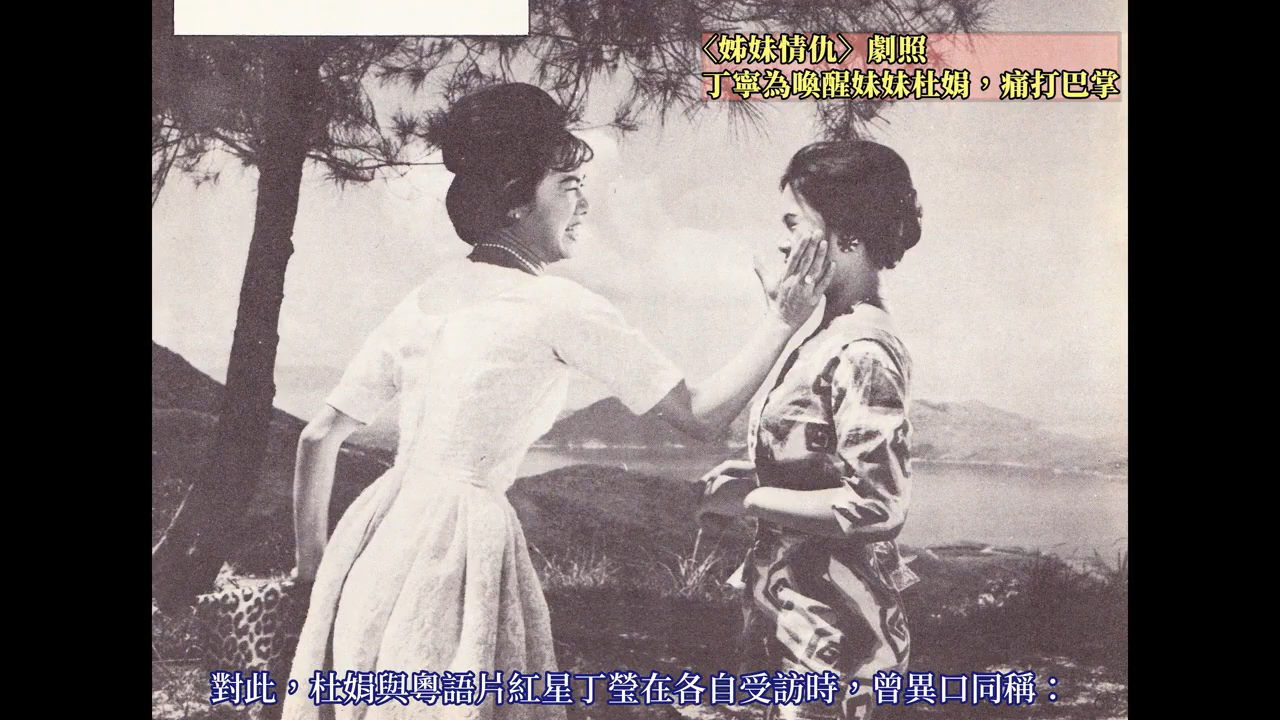 〈姊妹情仇〉劇照
丁寧為喚醒妹妹杜娟，痛打巴掌
對此，杜娟與粵語片紅星丁瑩在各自受訪時，曾異口同稱：